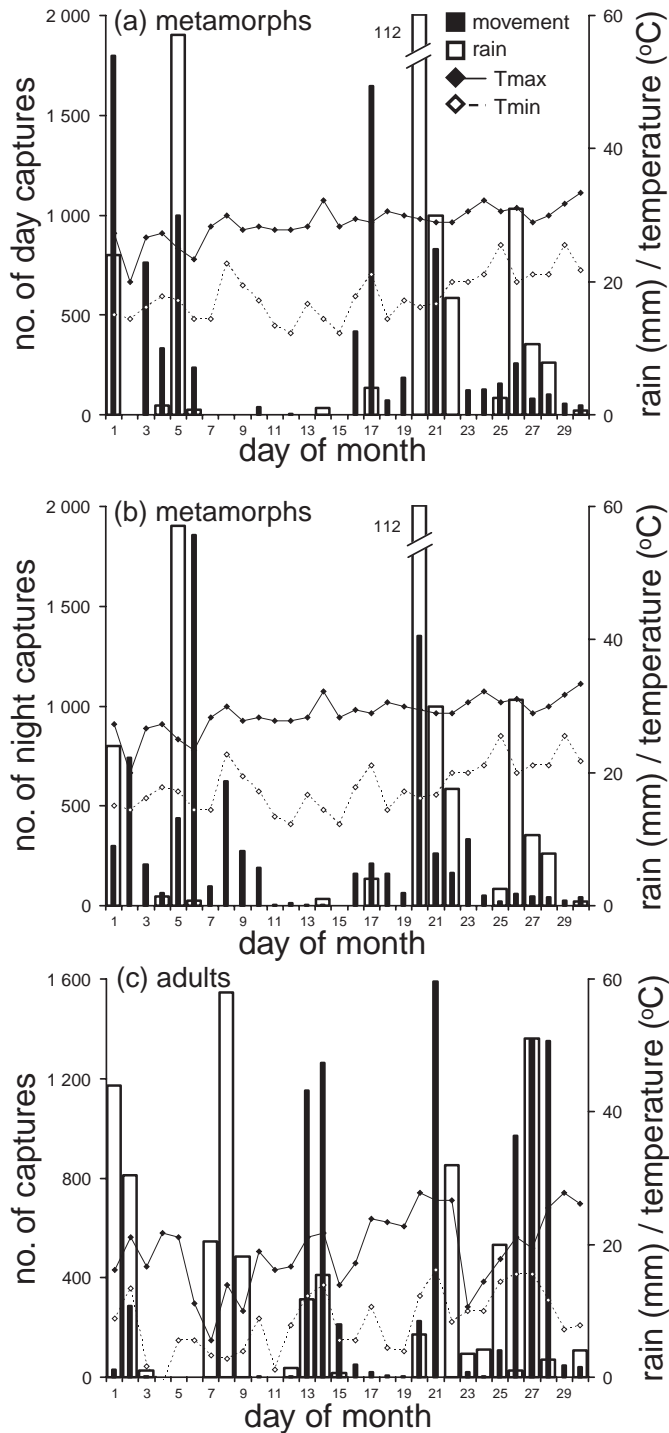 (a) metamorphs
movement
rain
Tmax
Tmin
112
no. of day captures
2 000
1 500
1 000
500
0
60
40
20
0
rain (mm) / temperature (oC)
1 3 5 7 9 11 13 15 17 18 21 23 25 27 29
day of month
(b) metamorphs
112
no. of night captures
2 000
1 500
1 000
500
0
60
40
20
0
rain (mm) / temperature (oC)
1 3 5 7 9 11 13 15 17 18 21 23 25 27 29
day of month
(c) adults
no. of captures
1 600
1 200
800
400
0
60
40
20
0
rain (mm) / temperature (oC)
1 3 5 7 9 11 13 15 17 19 21 23 25 27 29
day of month